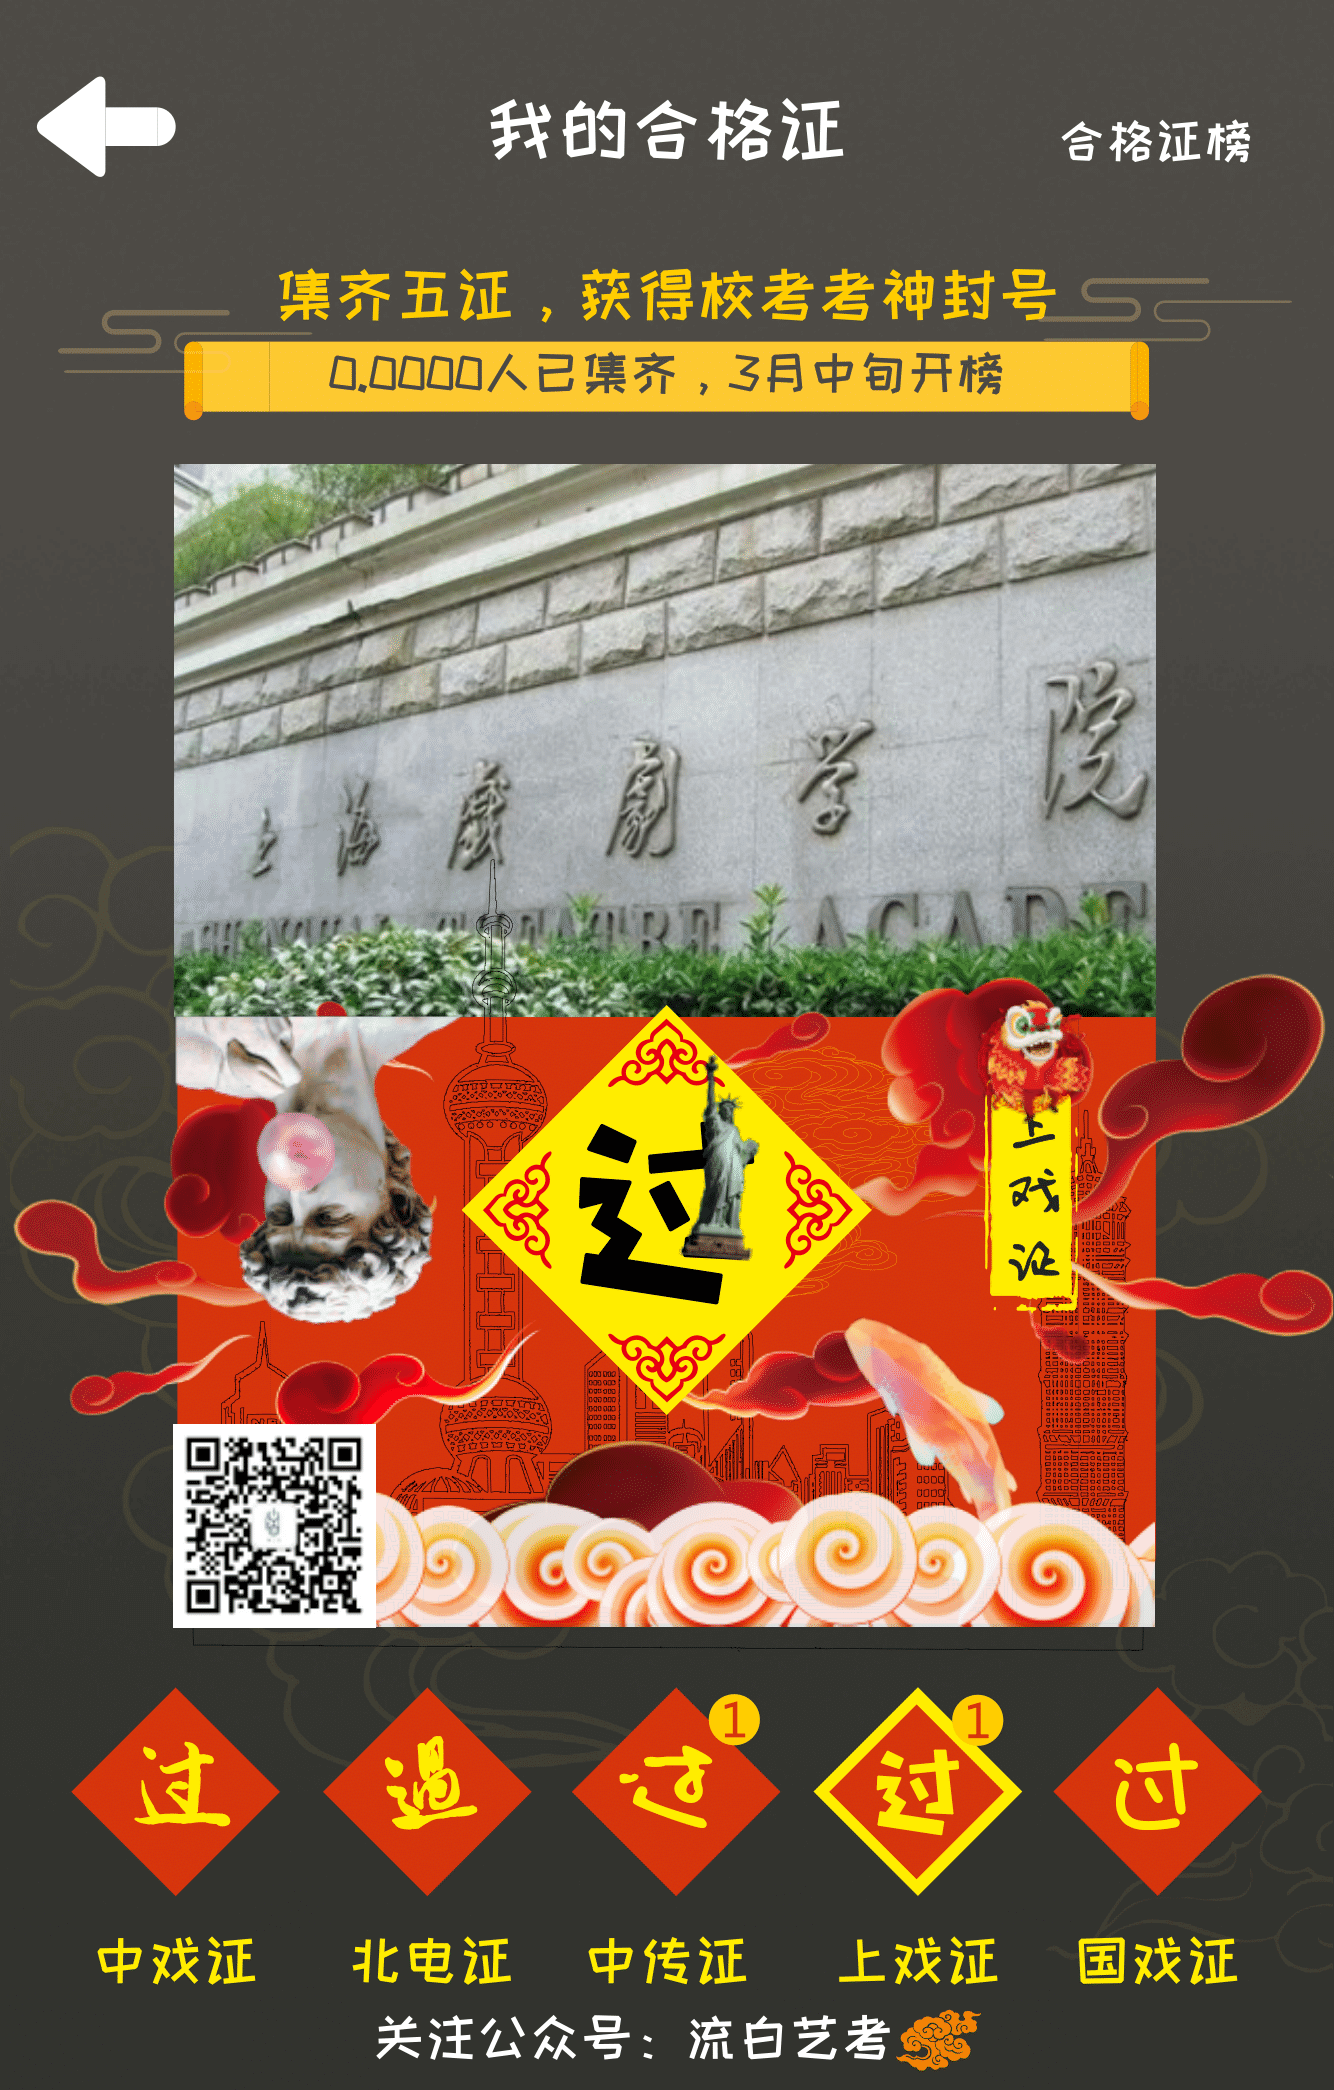 我的合格证
合格证榜
集齐五证，获得校考考神封号
0.0000人已集齐，3月中旬开榜
上海戏剧学院
SHANGHAI THEATRE ACADE
过
上戏证
过
過
过
1
过
1
过
中戏证
北电证
中传证
上戏证
国戏证
关注公众号：流白艺考